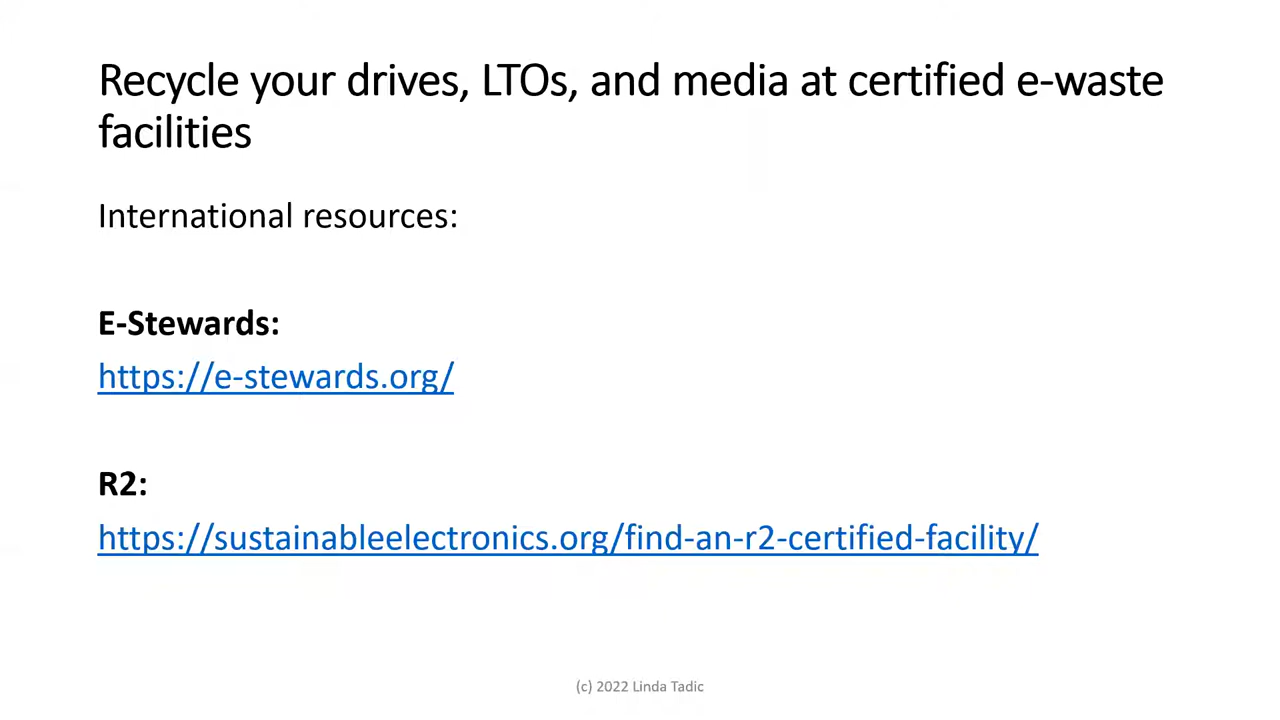 Recycle your drives, LTOs, and media at certified e-waste
facilities
International resources:
E-Stewards:
https://e-stewards.org/
R2:
https://sustainableelectronics.org/find-an-r2-certified-facility/
(c) 2022 Linda Tadic